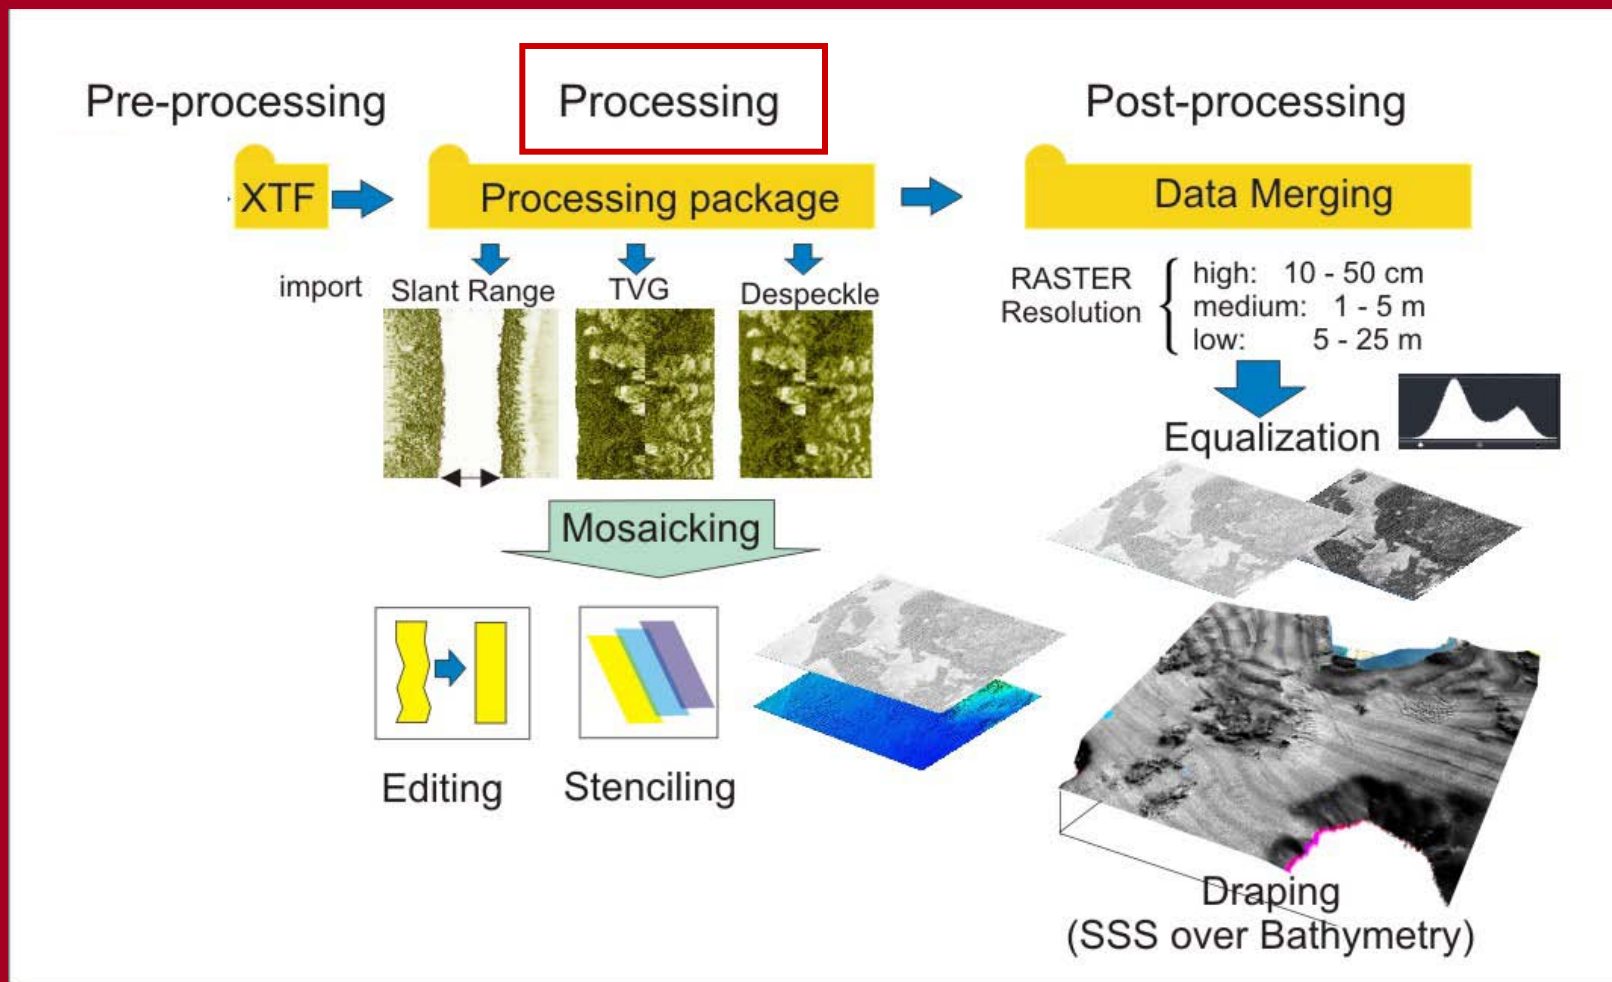 Pre-processing
Processing
Post-processing
XTF
Processing package
Data Merging
import
Slant Range
TVG
Despeckle
RASTER
Resolution
high: 10 - 50 cm
medium: 1 - 5 m
low: 5 - 25 m
Equalization
Mosaicking
Editing
Stenciling
Draping
(SSS over Bathymetry)